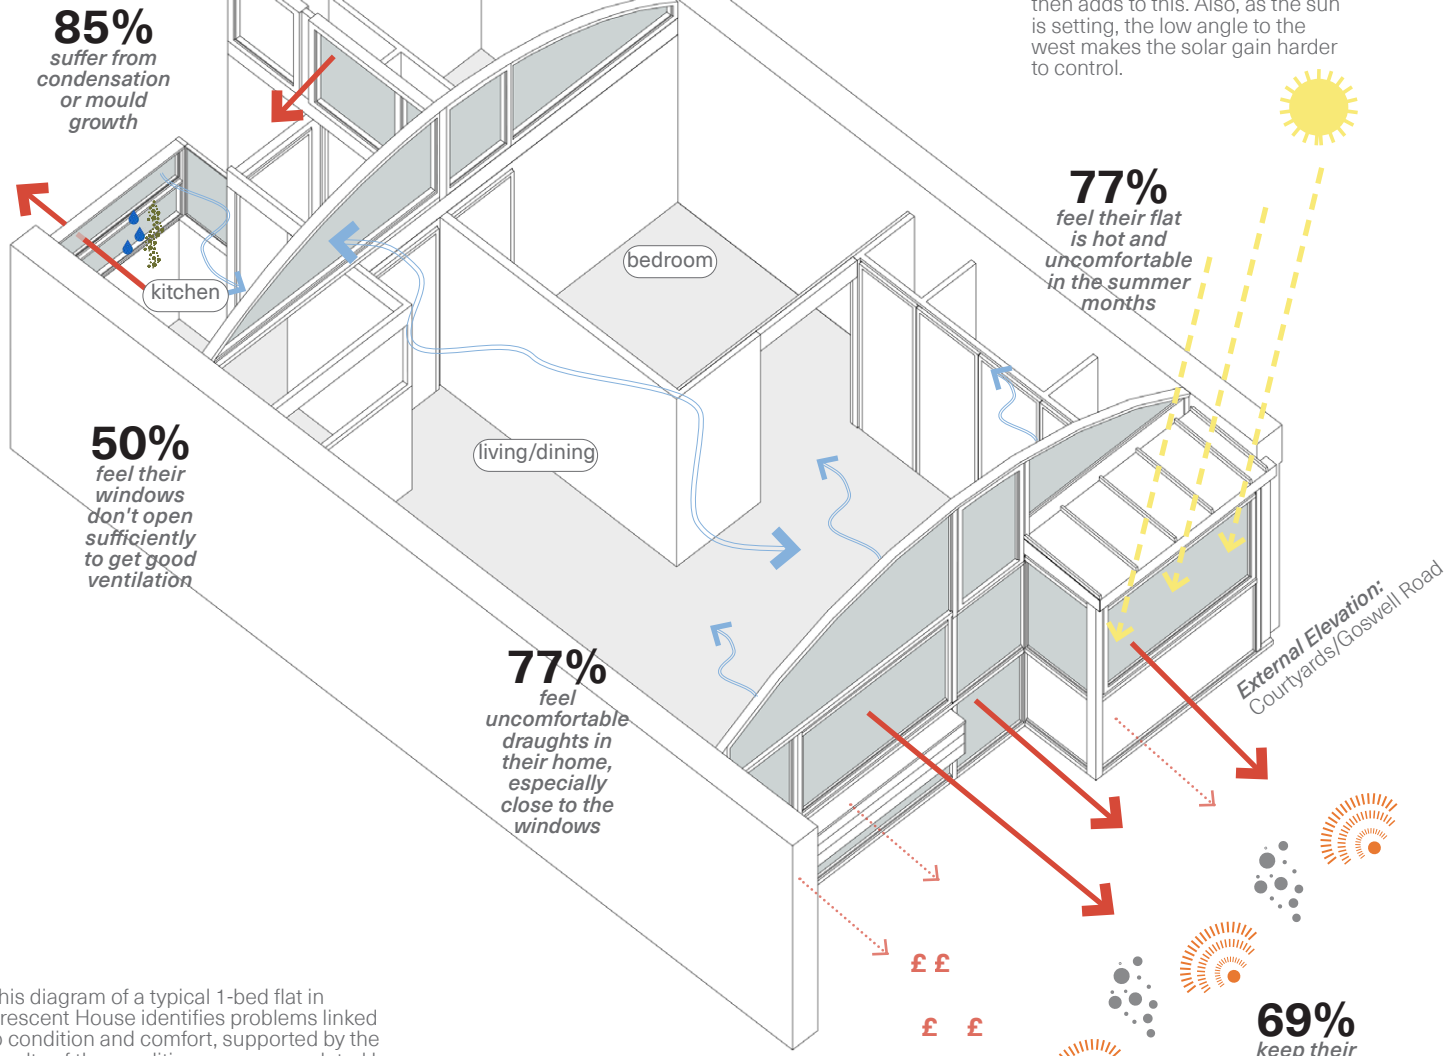 then adds to this. Also, as the sun
is setting, the low angle to the
west makes the solar gain harder
to control.
85%
suffer from
condensation
or mould
growth
77%
feel their flat
is hot and
uncomfortable
in the summer
months
bedroom
kitchen
living/dining
50%
feel their
windows
don't open
sufficiently
to get good
ventilation
77%
feel
uncomfortable
draughts in
their home,
especially
close to the
windows
External Elevation:
Courtyards/Goswell Road
££
£ £
his diagram of a typical 1-bed flat in
rescent House identifies problems linked
o condition and comfort, supported by the
69%
keep their